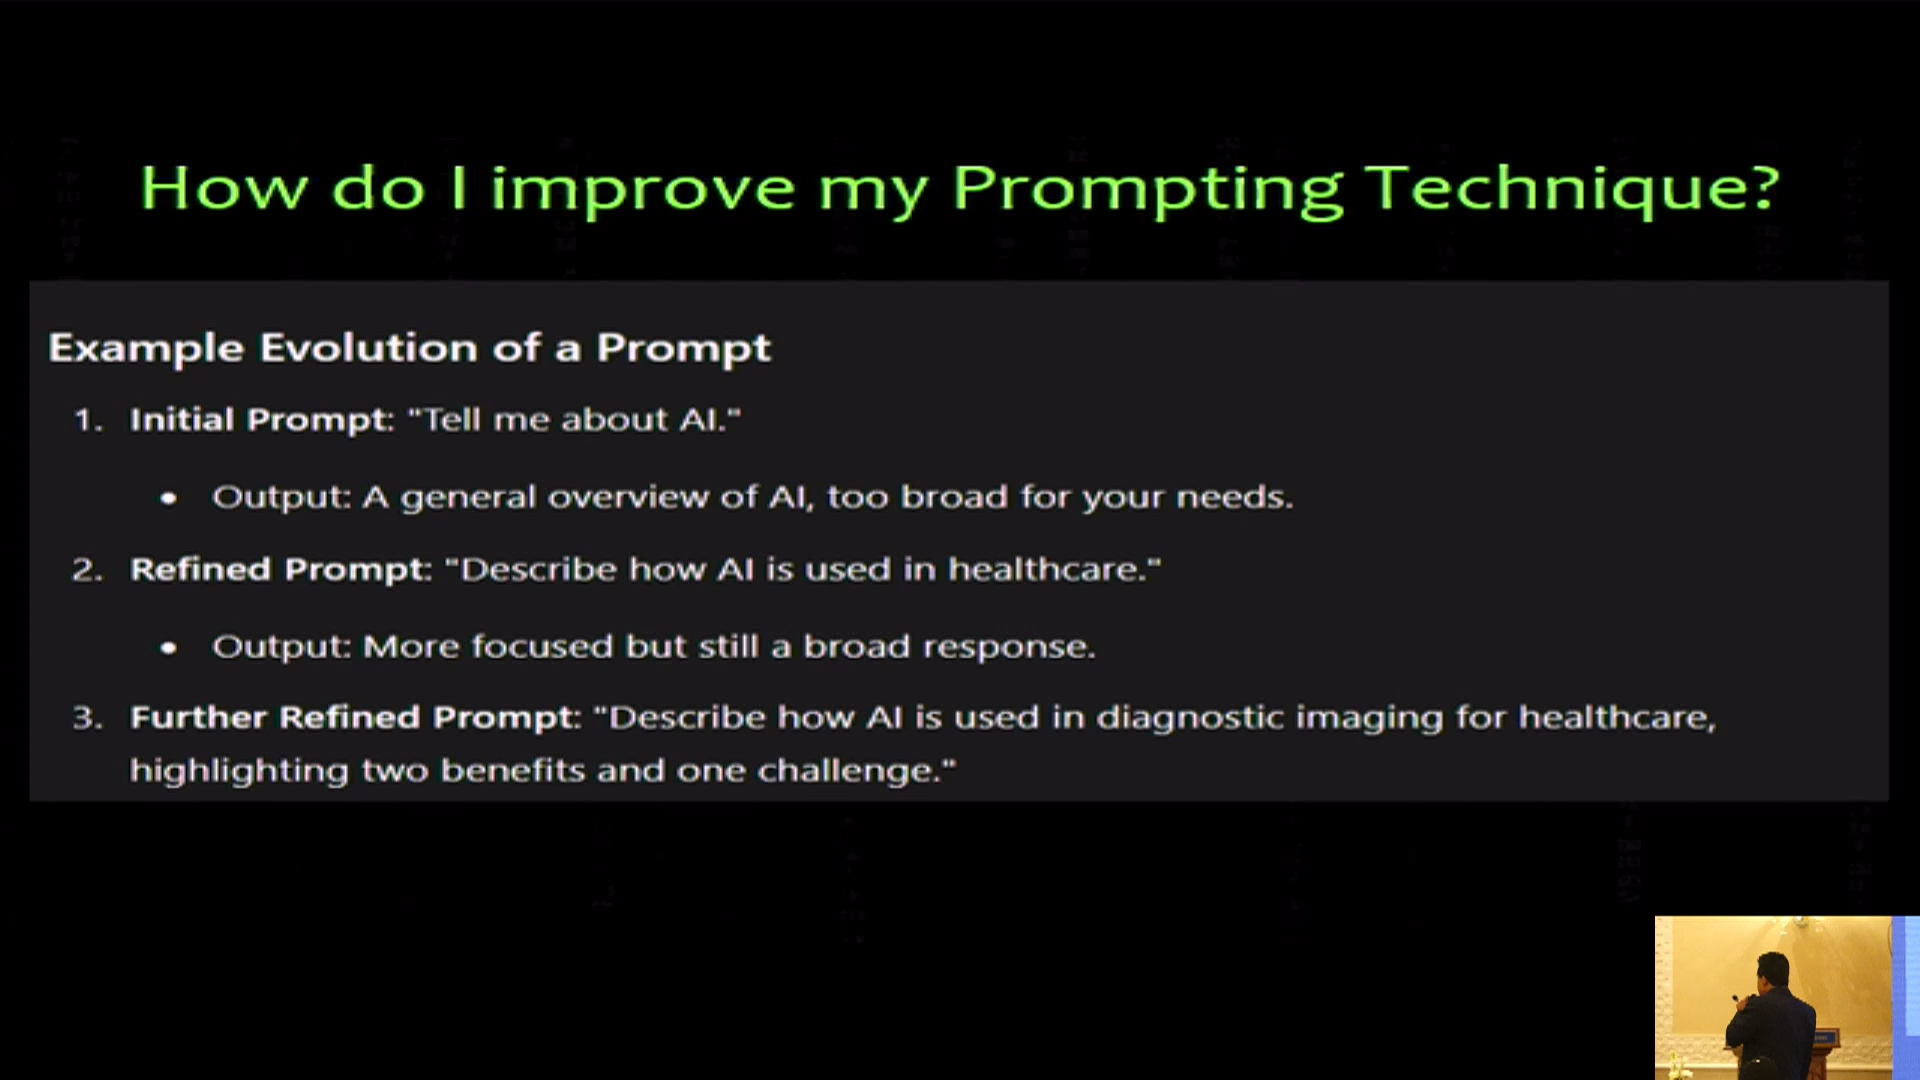 How do I improve my Prompting Technique?
Example Evolution of a Prompt
1. Initial Prompt: "Tell me about AI."
• Output: A general overview of AI, too broad for your needs.
2. Refined Prompt: "Describe how AI is used in healthcare."
• Output: More focused but still a broad response.
3. Further Refined Prompt: "Describe how AI is used in diagnostic imaging for healthcare,
highlighting two benefits and one challenge."